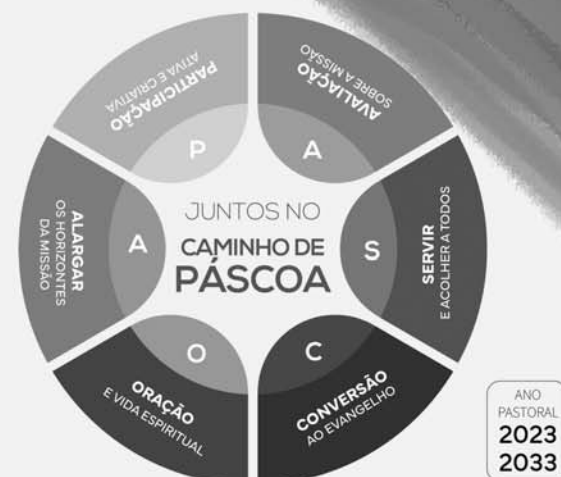 PARTICIPAÇÃO
ATIVA E CRIATIVA
P
AVALIAÇÃO
SOBRE A MISSÃO
A
SERVIR
E ACOLHER A TODOS
S
CONVERSÃO
AO EVANGELHO
C
ORAÇÃO
E VIDA ESPIRITUAL
O
ALARGAR
OS HORIZONTES
DA MISSÃO
A
JUNTOS NO
CAMINHO DE
PÁSCOA
ANO
PASTORAL
2023
2033